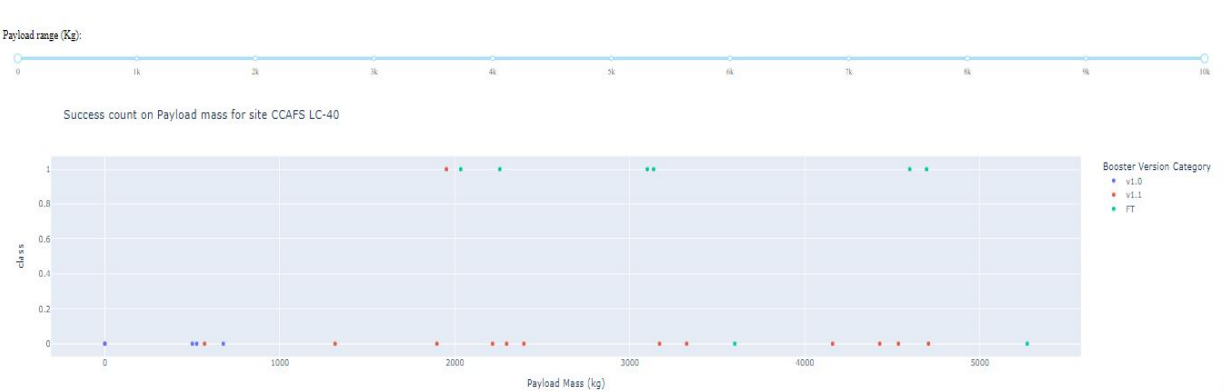 Payload range (Kg):
0 1k 2k 3k 4k 5k 6k 7k 8k 9k 10k
Success count on Payload mass for site CCAFS LC-40
class
1
0.8
0.6
0.4
0.2
0
0 1000 2000 3000 4000 5000
Payload Mass (kg)
Booster Version Category
v1.0
v1.1
FT